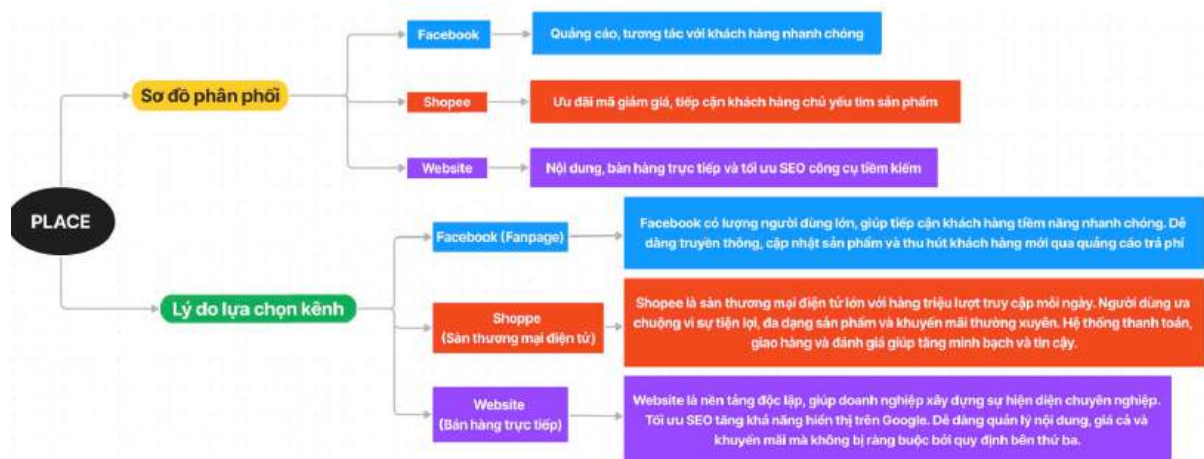 Facebook
Quảng cáo, tương tác với khách hàng nhanh chóng
Sơ đồ phân phối
Shopee
Ưu đãi mã giảm giá, tiếp cận khách hàng chủ yếu tìm sản phẩm
Website
Nội dung, bán hàng trực tiếp và tối ưu SEO công cụ tiềm kiếm
PLACE
Facebook (Fanpage)
Facebook có lượng người dùng lớn, giúp tiếp cận khách hàng tiềm năng nhanh chóng. Dễ
dàng truyền thông, cập nhật sản phẩm và thu hút khách hàng mới qua quảng cáo trả phí
Lý do lựa chọn kênh
Shoppe
(Sàn thương mại điện tử)
Shopee là sàn thương mại điện tử lớn với hàng triệu lượt truy cập mỗi ngày. Người dùng ưa
chuộng vì sự tiện lợi, đa dạng sản phẩm và khuyến mãi thường xuyên. Hệ thống thanh toán,
giao hàng và đánh giá giúp tăng minh bạch và tin cậy.
Website
(Bán hàng trực tiếp)
Website là nền tảng độc lập, giúp doanh nghiệp xây dựng sự hiện diện chuyên nghiệp.
Tối ưu SEO tăng khả năng hiển thị trên Google. Dễ dàng quản lý nội dung, giá cả và
khuyến mãi mà không bị ràng buộc bởi quy định bên thứ ba.